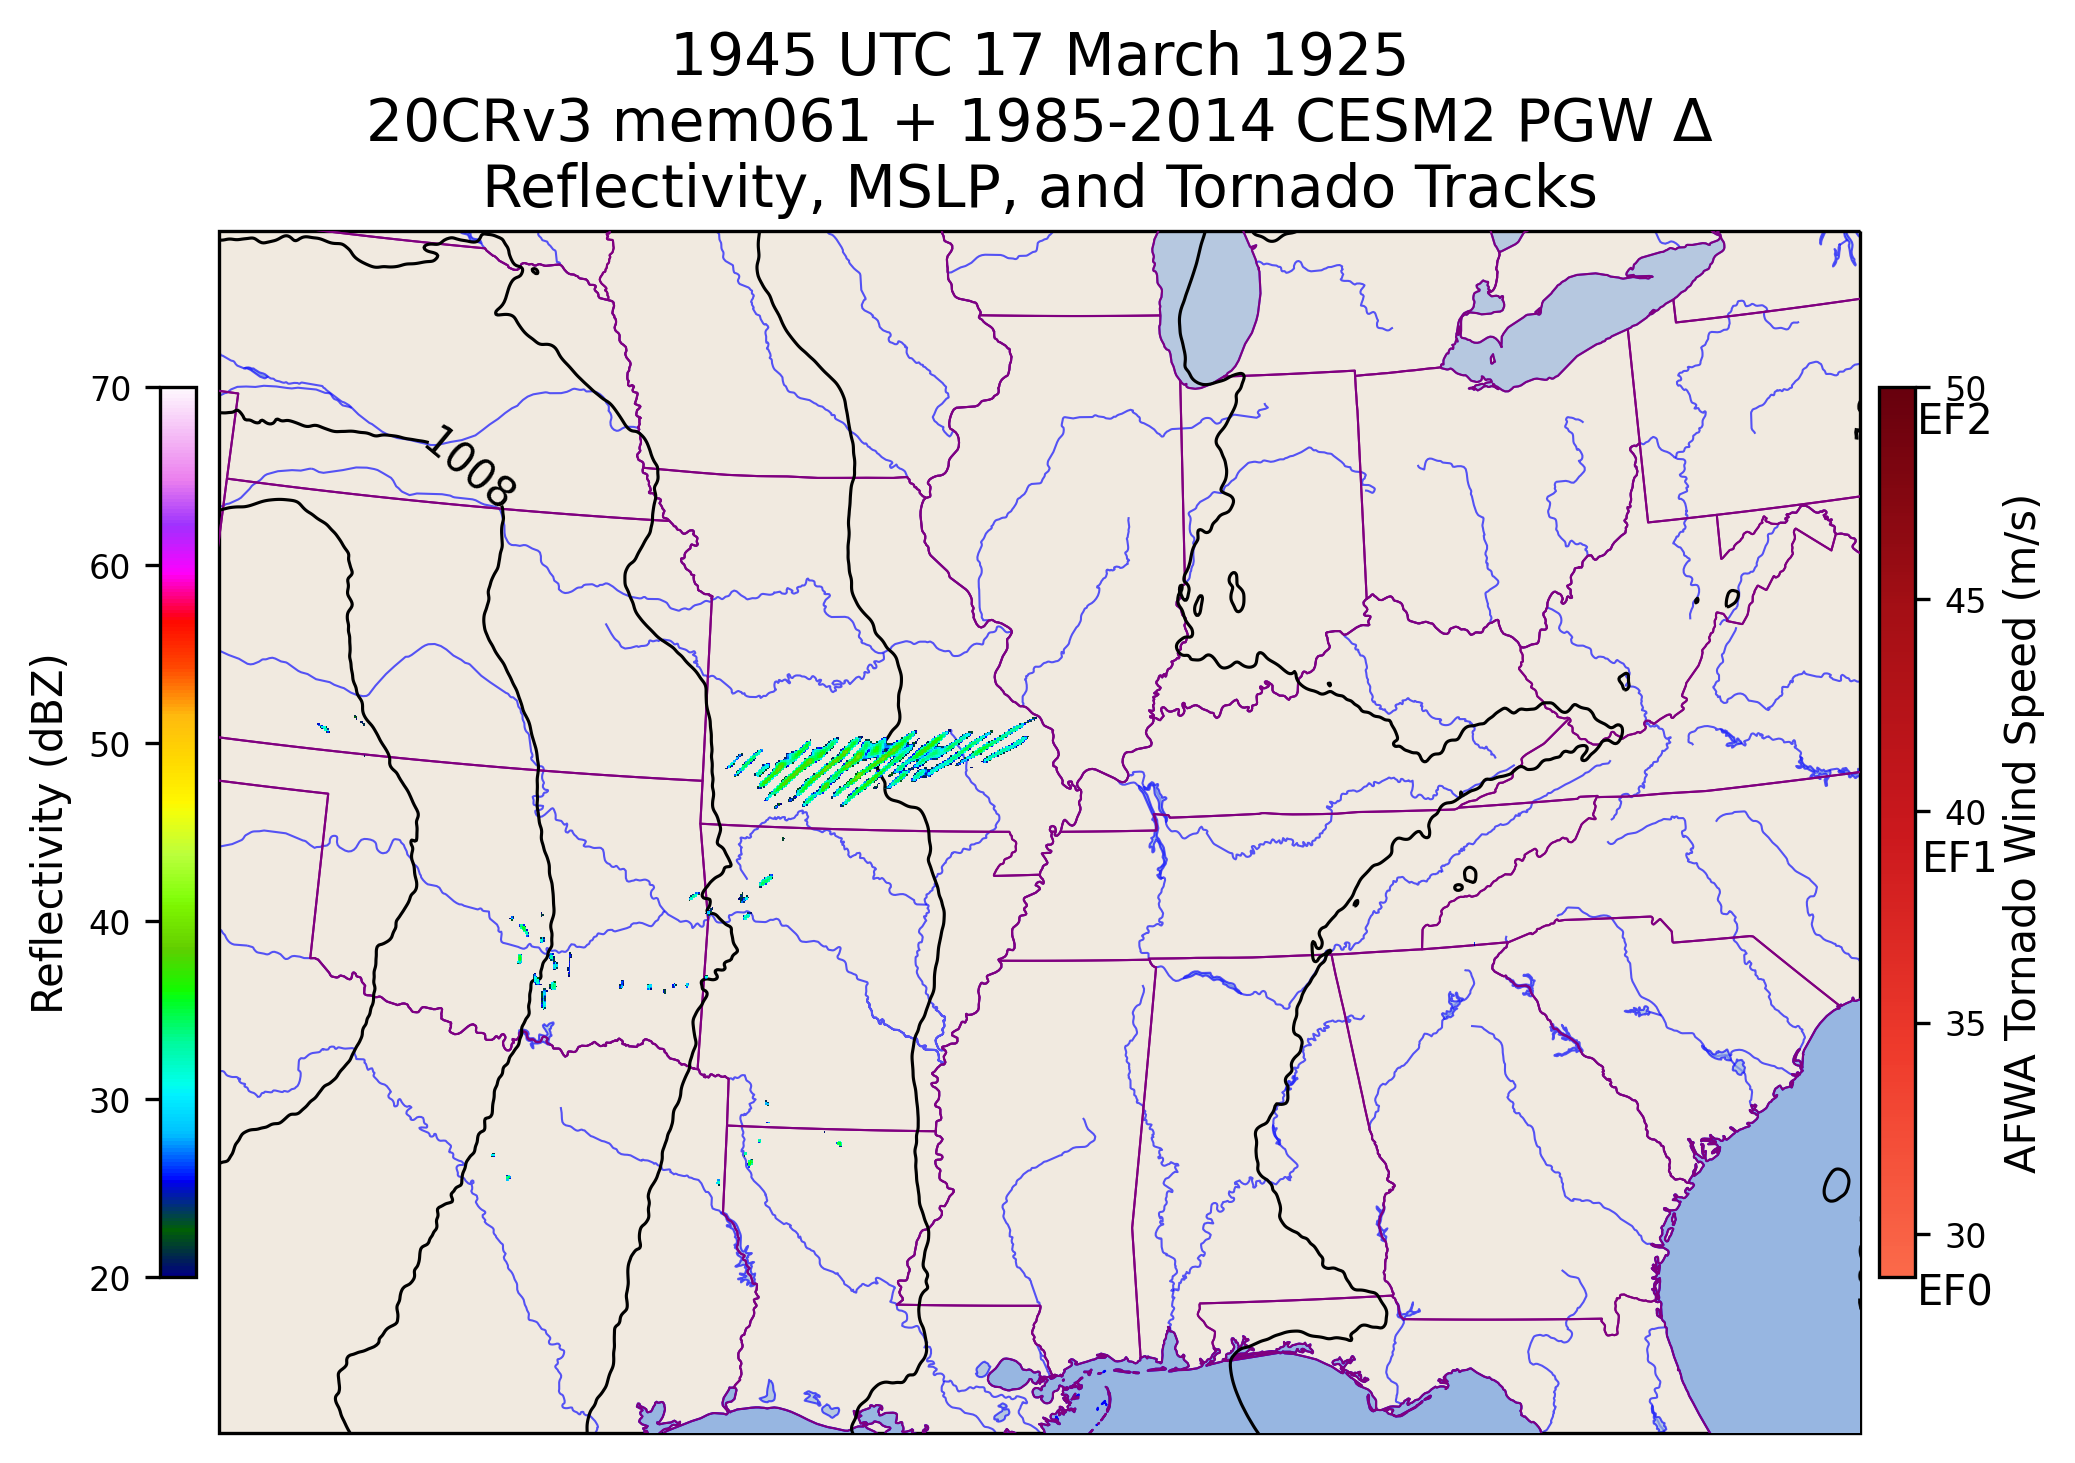 1945 UTC 17 March 1925
20CRv3 mem061 + 1985-2014 CESM2 PGW Δ
Reflectivity, MSLP, and Tornado Tracks
Reflectivity (dBZ)
70
60
50
40
30
20
1008
50
EF2
45
40
EF1
35
30
EF0
AFWA Tornado Wind Speed (m/s)